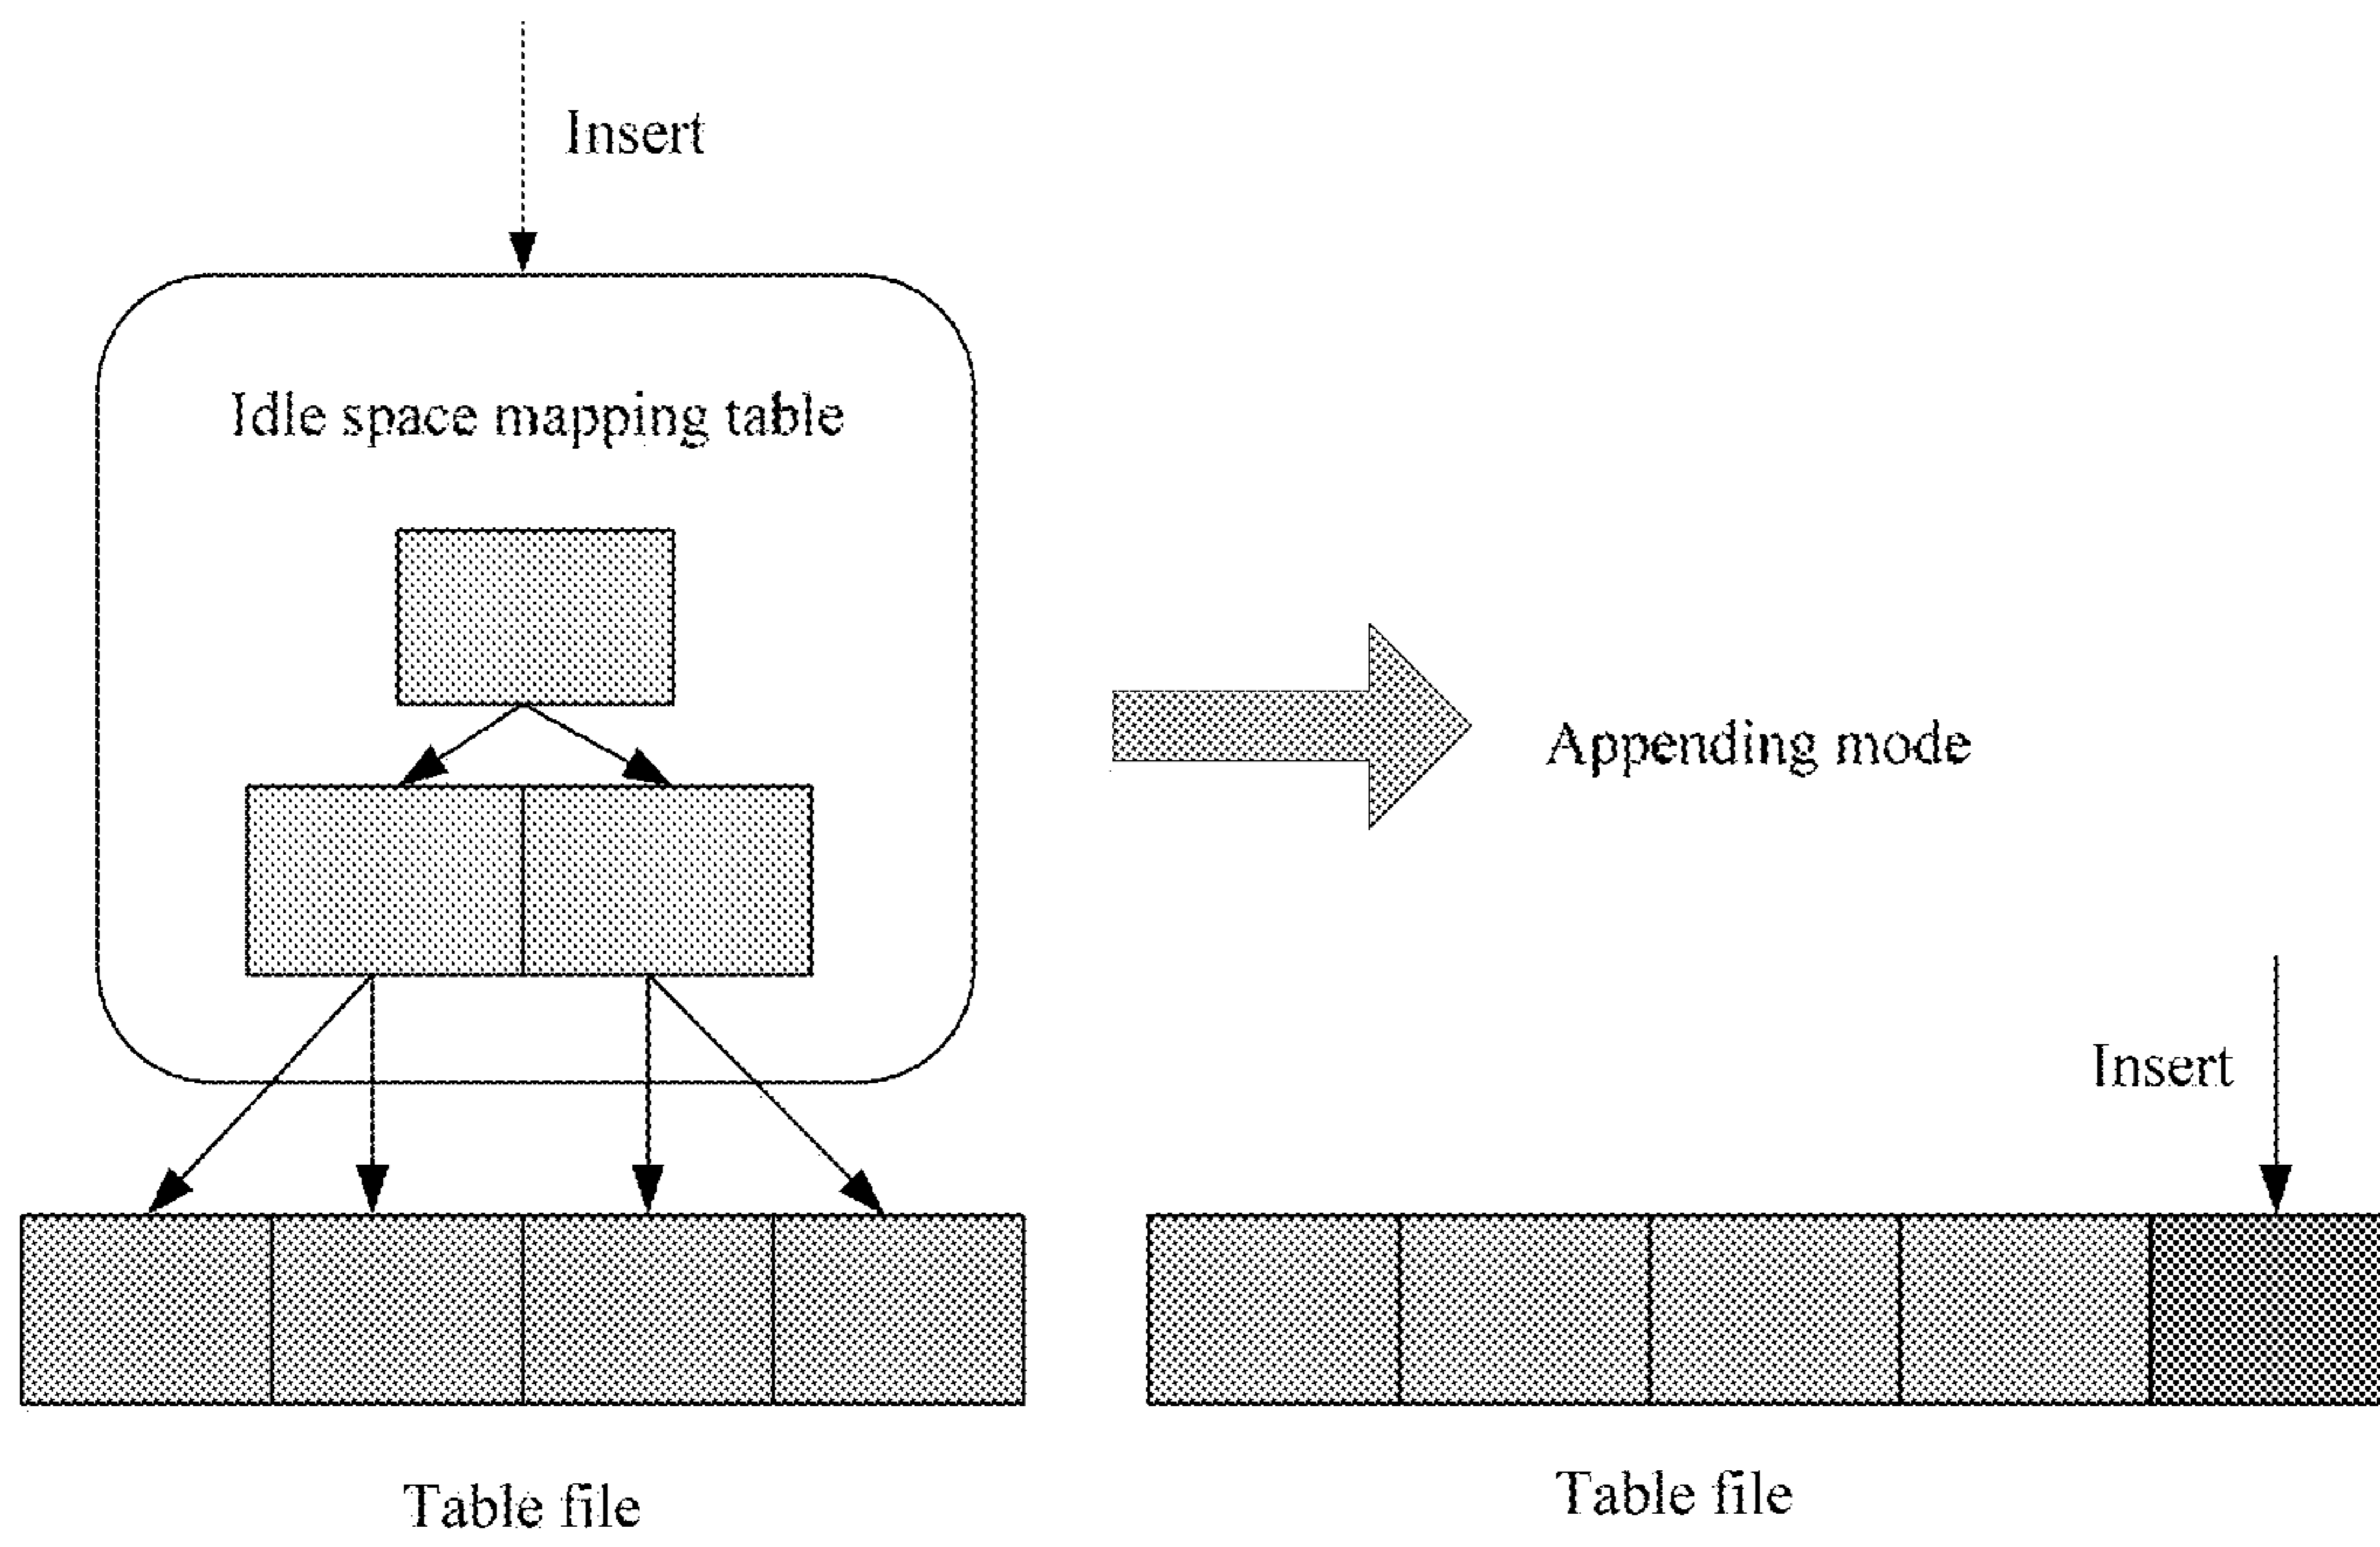 Insert
Idle space mapping table
Appending mode
Insert
Table file
Table file